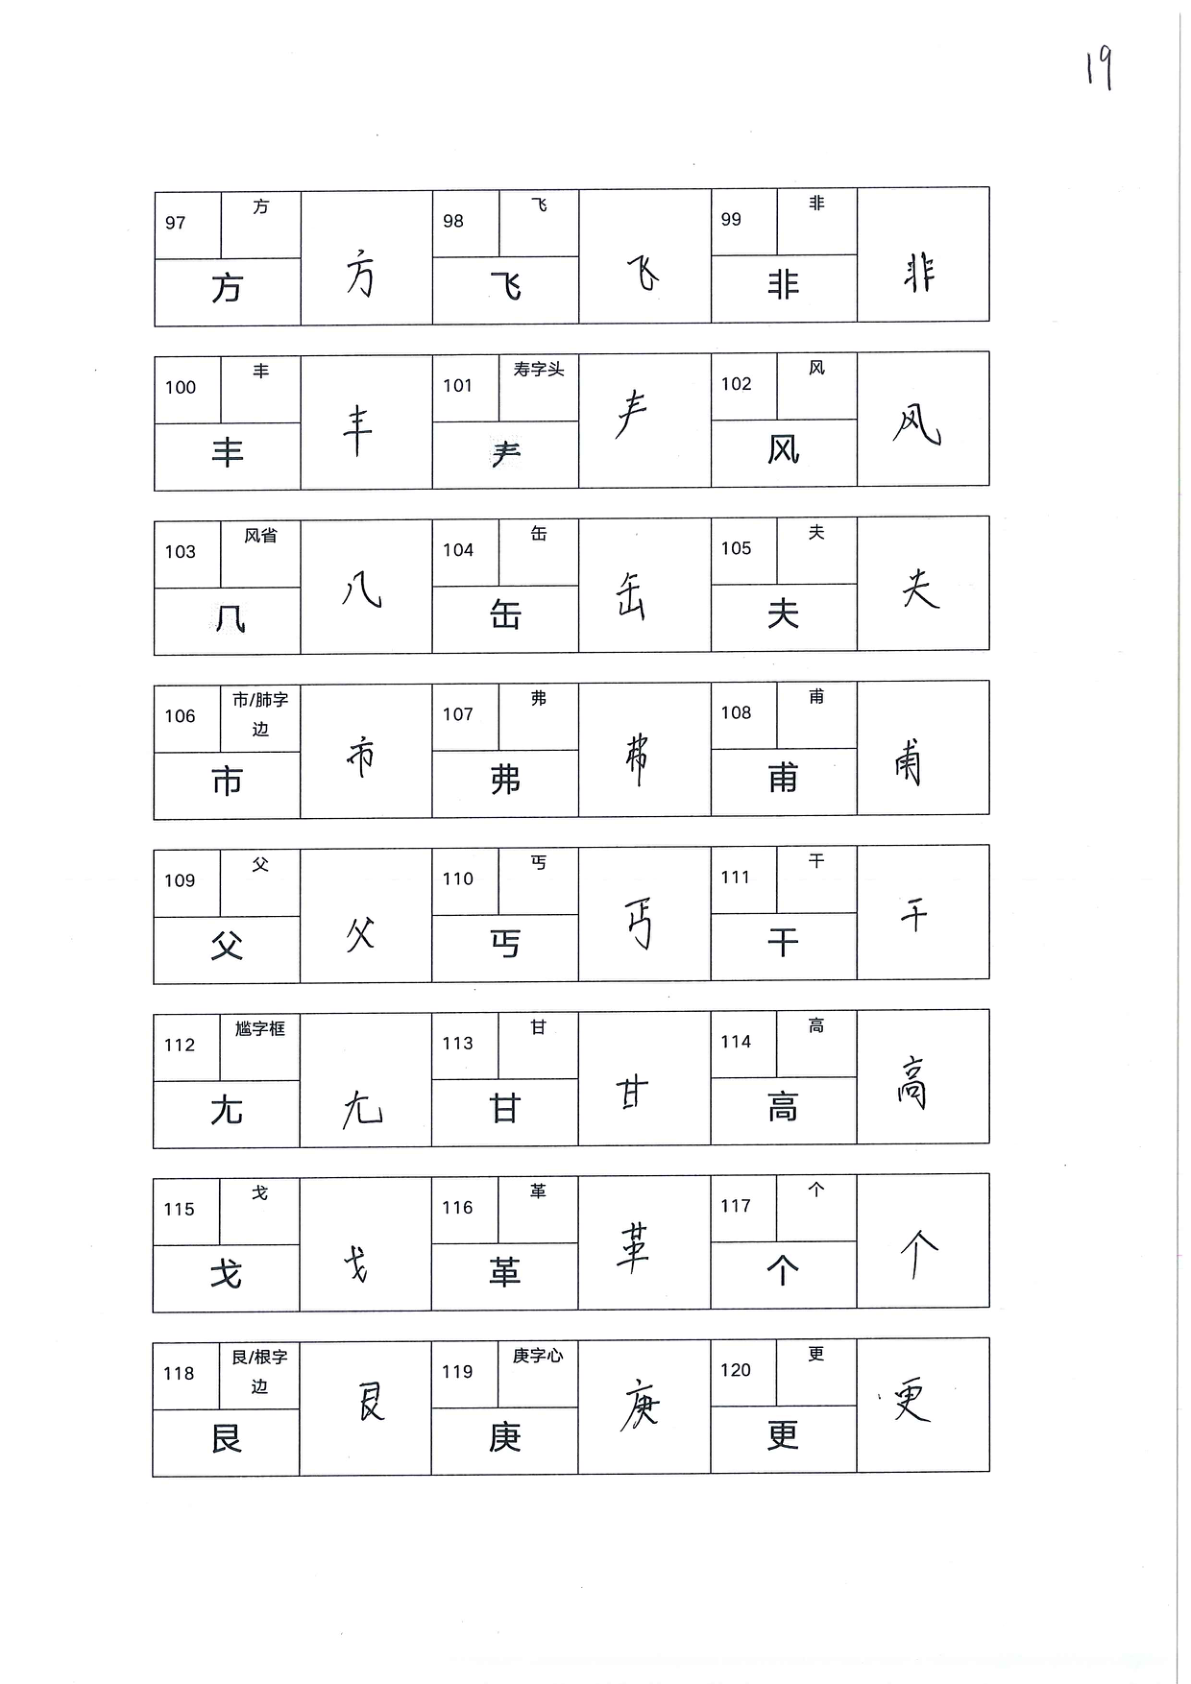 19
97 方 方 方 98 飞 飞 飞 99 非 非 非
100 丰 丰 丰 101 寿字头 龵 龵 102 风 风 风
103 风省 𠘨 𠘨 104 缶 缶 缶 105 夫 夫 夫
106 市/肺字边 市 市 107 弗 弗 弗 108 甫 甫 甫
109 父 父 父 110 丐 丐 丐 111 干 干 干
112 尴字框 尢 尢 113 甘 甘 甘 114 高 高 高
115 戈 戈 戈 116 革 革 革 117 个 个 个
118 艮/根字边 艮 艮 119 庚字心 庚 庚 120 更 更 更